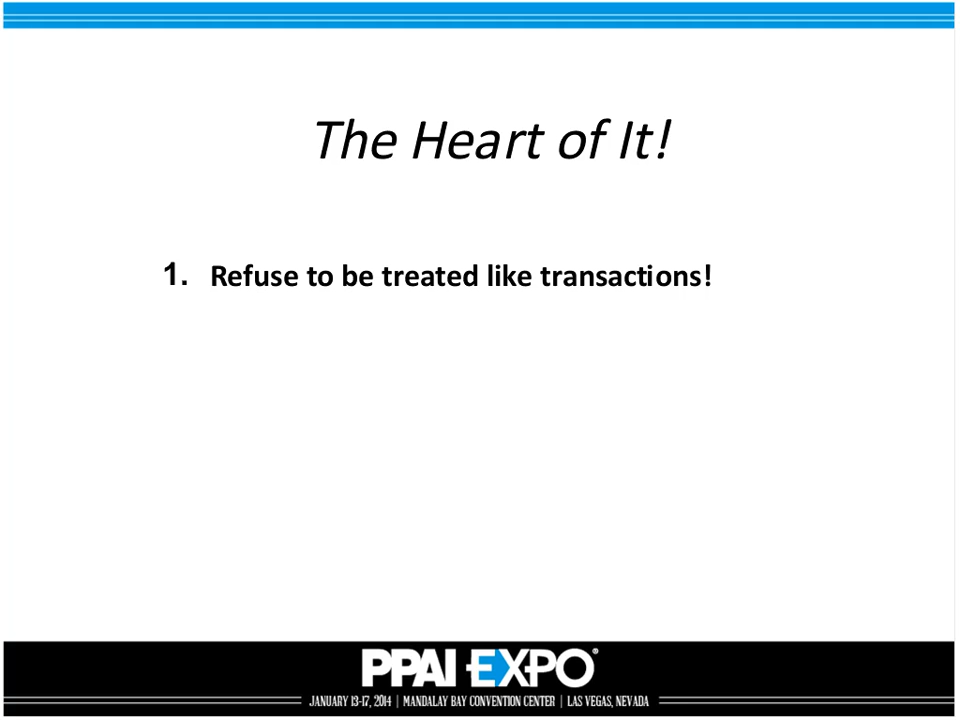 The Heart of It!
1. Refuse to be treated like transactions!
PPAI EXPO®
JANUARY 13-17, 2014 | MANDALAY BAY CONVENTION CENTER | LAS VEGAS, NEVADA